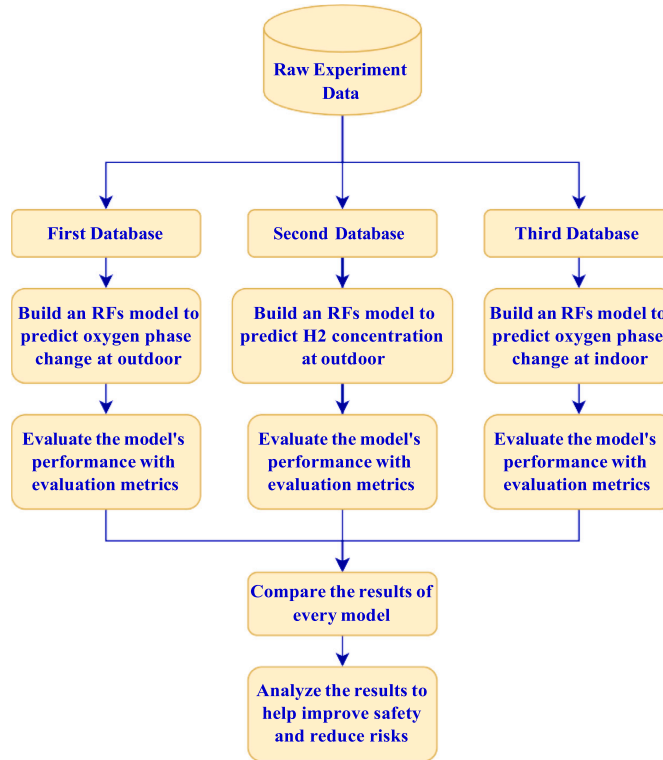 Raw Experiment
Data
First Database
Second Database
Third Database
Build an RFs model to
predict oxygen phase
change at outdoor
Build an RFs model to
predict H2 concentration
at outdoor
Build an RFs model to
predict oxygen phase
change at indoor
Evaluate the model's
performance with
evaluation metrics
Evaluate the model's
performance with
evaluation metrics
Evaluate the model's
performance with
evaluation metrics
Compare the results of
every model
Analyze the results to
help improve safety
and reduce risks